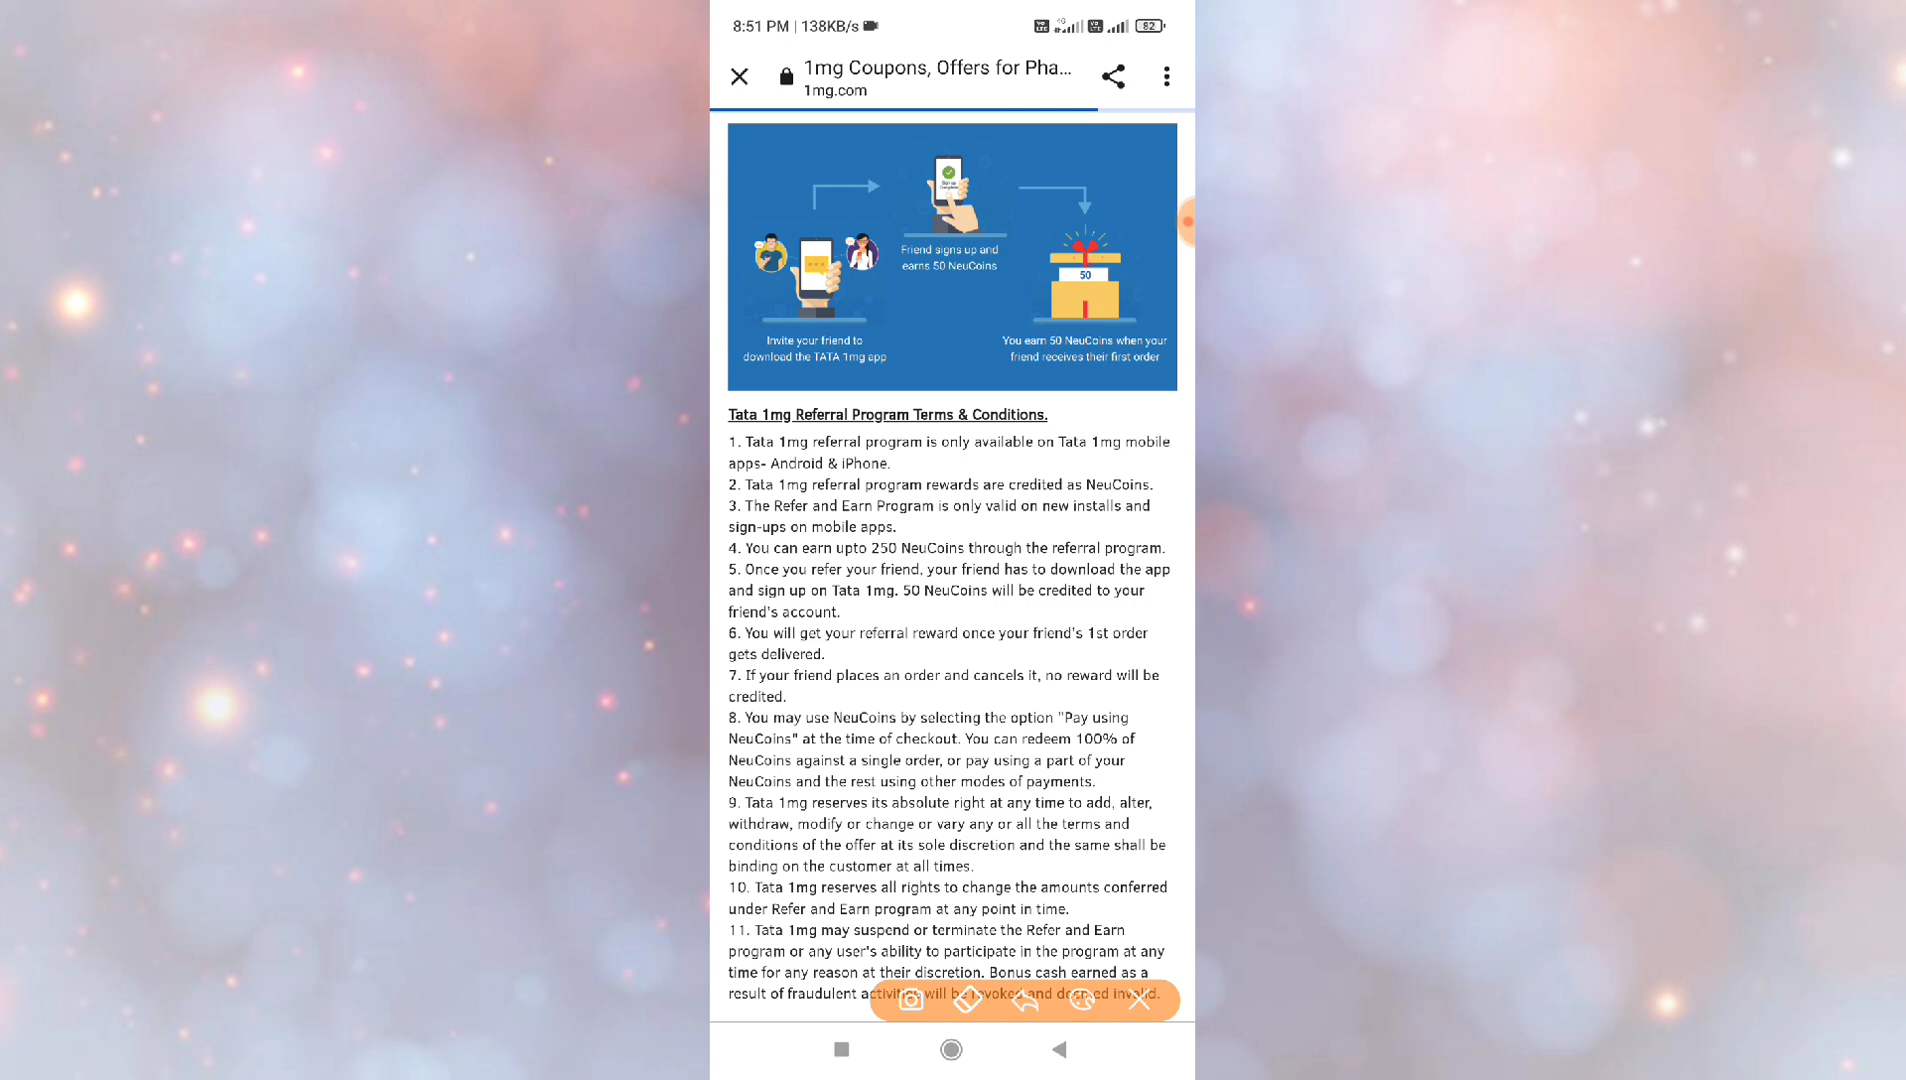 8:51 PM | 138KB/s
4G
82
1mg Coupons, Offers for Pha...
1mg.com
Friend signs up and
earns 50 NeuCoins
50
Invite your friend to
download the TATA 1mg app
You earn 50 NeuCoins when your
friend receives their first order
Tata 1mg Referral Program Terms & Conditions.
1. Tata 1mg referral program is only available on Tata 1mg mobile
apps- Android & iPhone.
2. Tata 1mg referral program rewards are credited as NeuCoins.
3. The Refer and Earn Program is only valid on new installs and
sign-ups on mobile apps.
4. You can earn upto 250 NeuCoins through the referral program.
5. Once you refer your friend, your friend has to download the app
and sign up on Tata 1mg. 50 NeuCoins will be credited to your
friend's account.
6. You will get your referral reward once your friend's 1st order
gets delivered.
7. If your friend places an order and cancels it, no reward will be
credited.
8. You may use NeuCoins by selecting the option "Pay using
NeuCoins" at the time of checkout. You can redeem 100% of
NeuCoins against a single order, or pay using a part of your
NeuCoins and the rest using other modes of payments.
9. Tata 1mg reserves its absolute right at any time to add, alter,
withdraw, modify or change or vary any or all the terms and
conditions of the offer at its sole discretion and the same shall be
binding on the customer at all times.
10. Tata 1mg reserves all rights to change the amounts conferred
under Refer and Earn program at any point in time.
11. Tata 1mg may suspend or terminate the Refer and Earn
program or any user's ability to participate in the program at any
time for any reason at their discretion. Bonus cash earned as a
result of fraudulent activities will be revoked and deemed invalid.